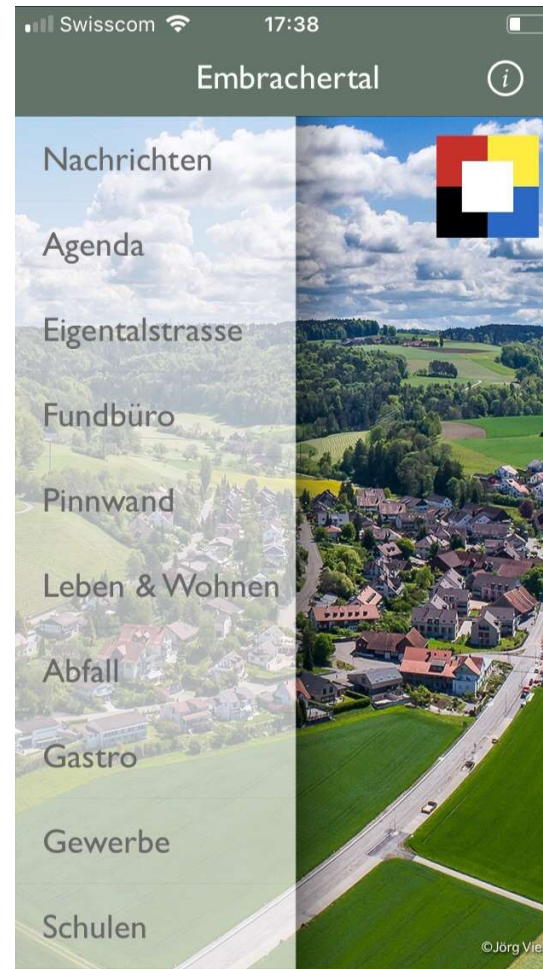 Swisscom 17:38
Embrachertal
Nachrichten
Agenda
Eigentalstrasse
Fundbüro
Pinnwand
Leben & Wohnen
Abfall
Gastro
Gewerbe
Schulen
©Jörg Vie